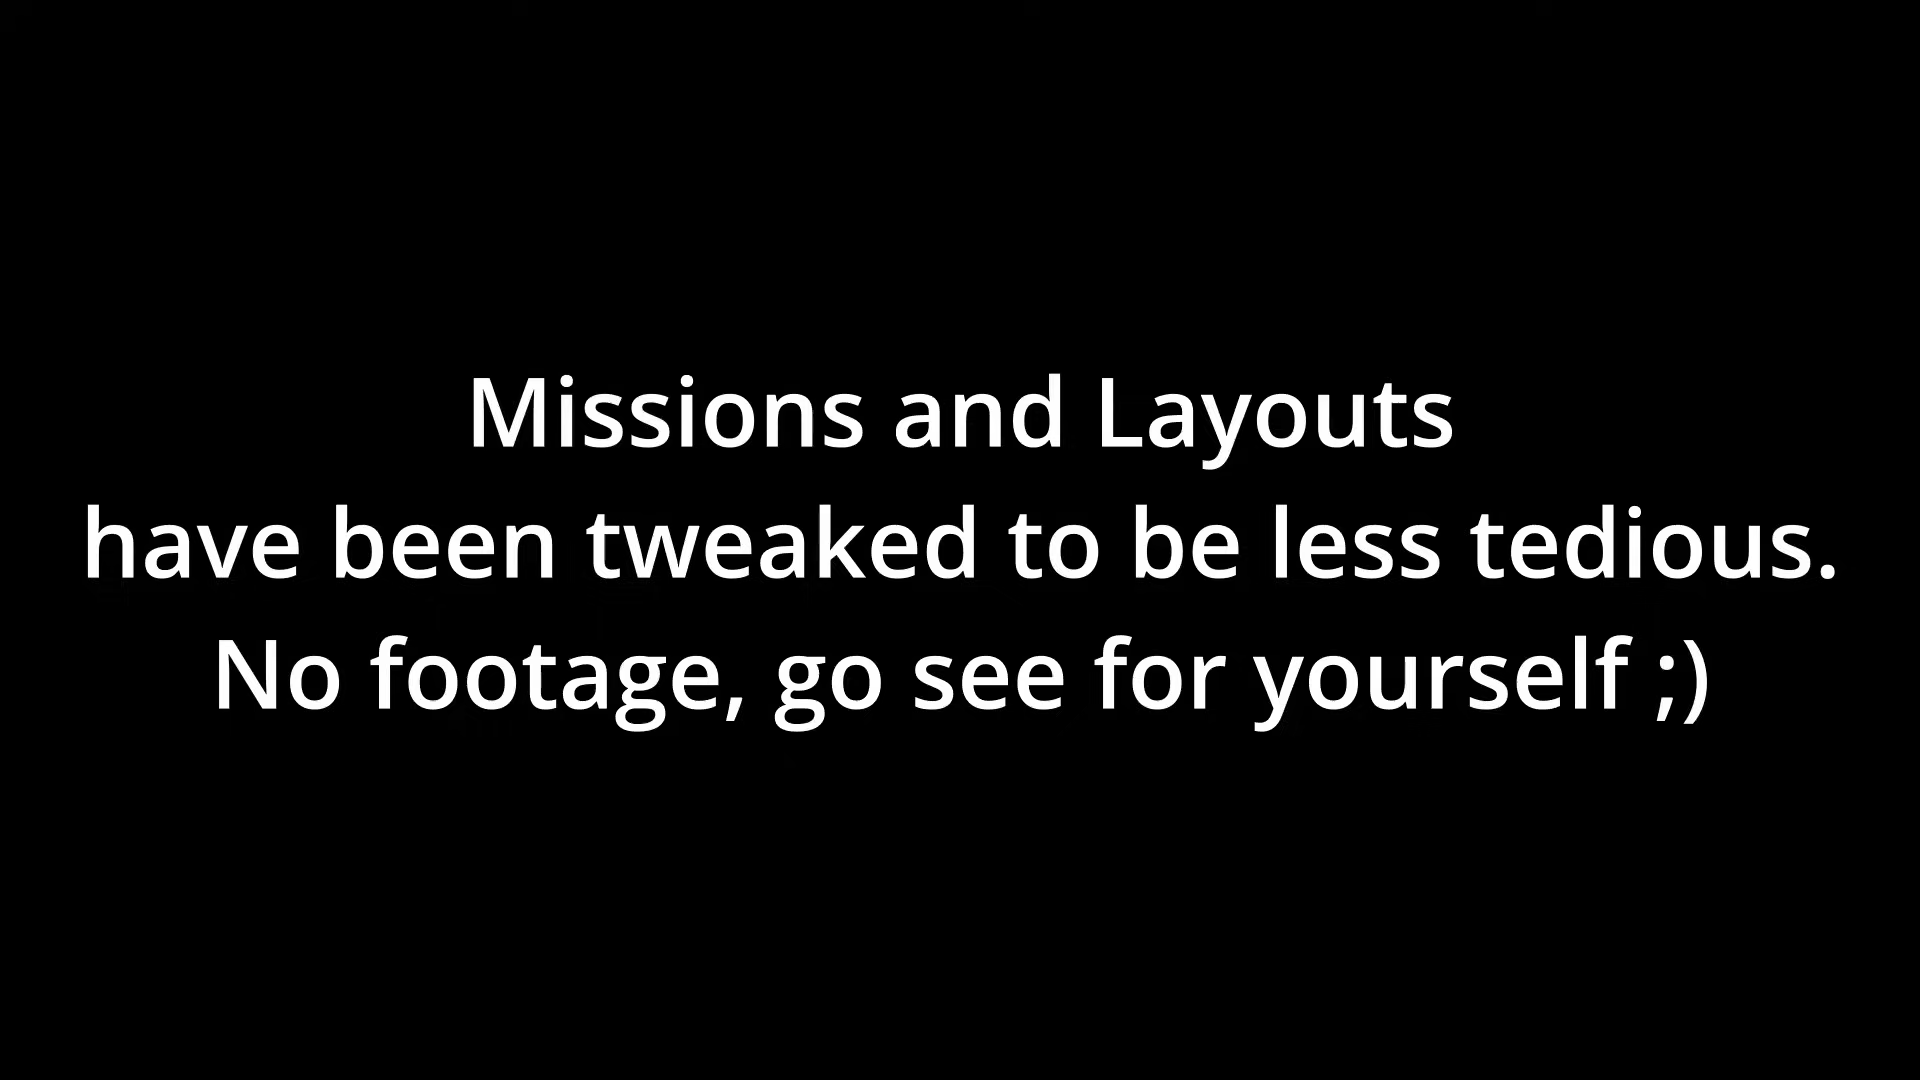 Missions and Layouts
have been tweaked to be less tedious.
No footage, go see for yourself ;)